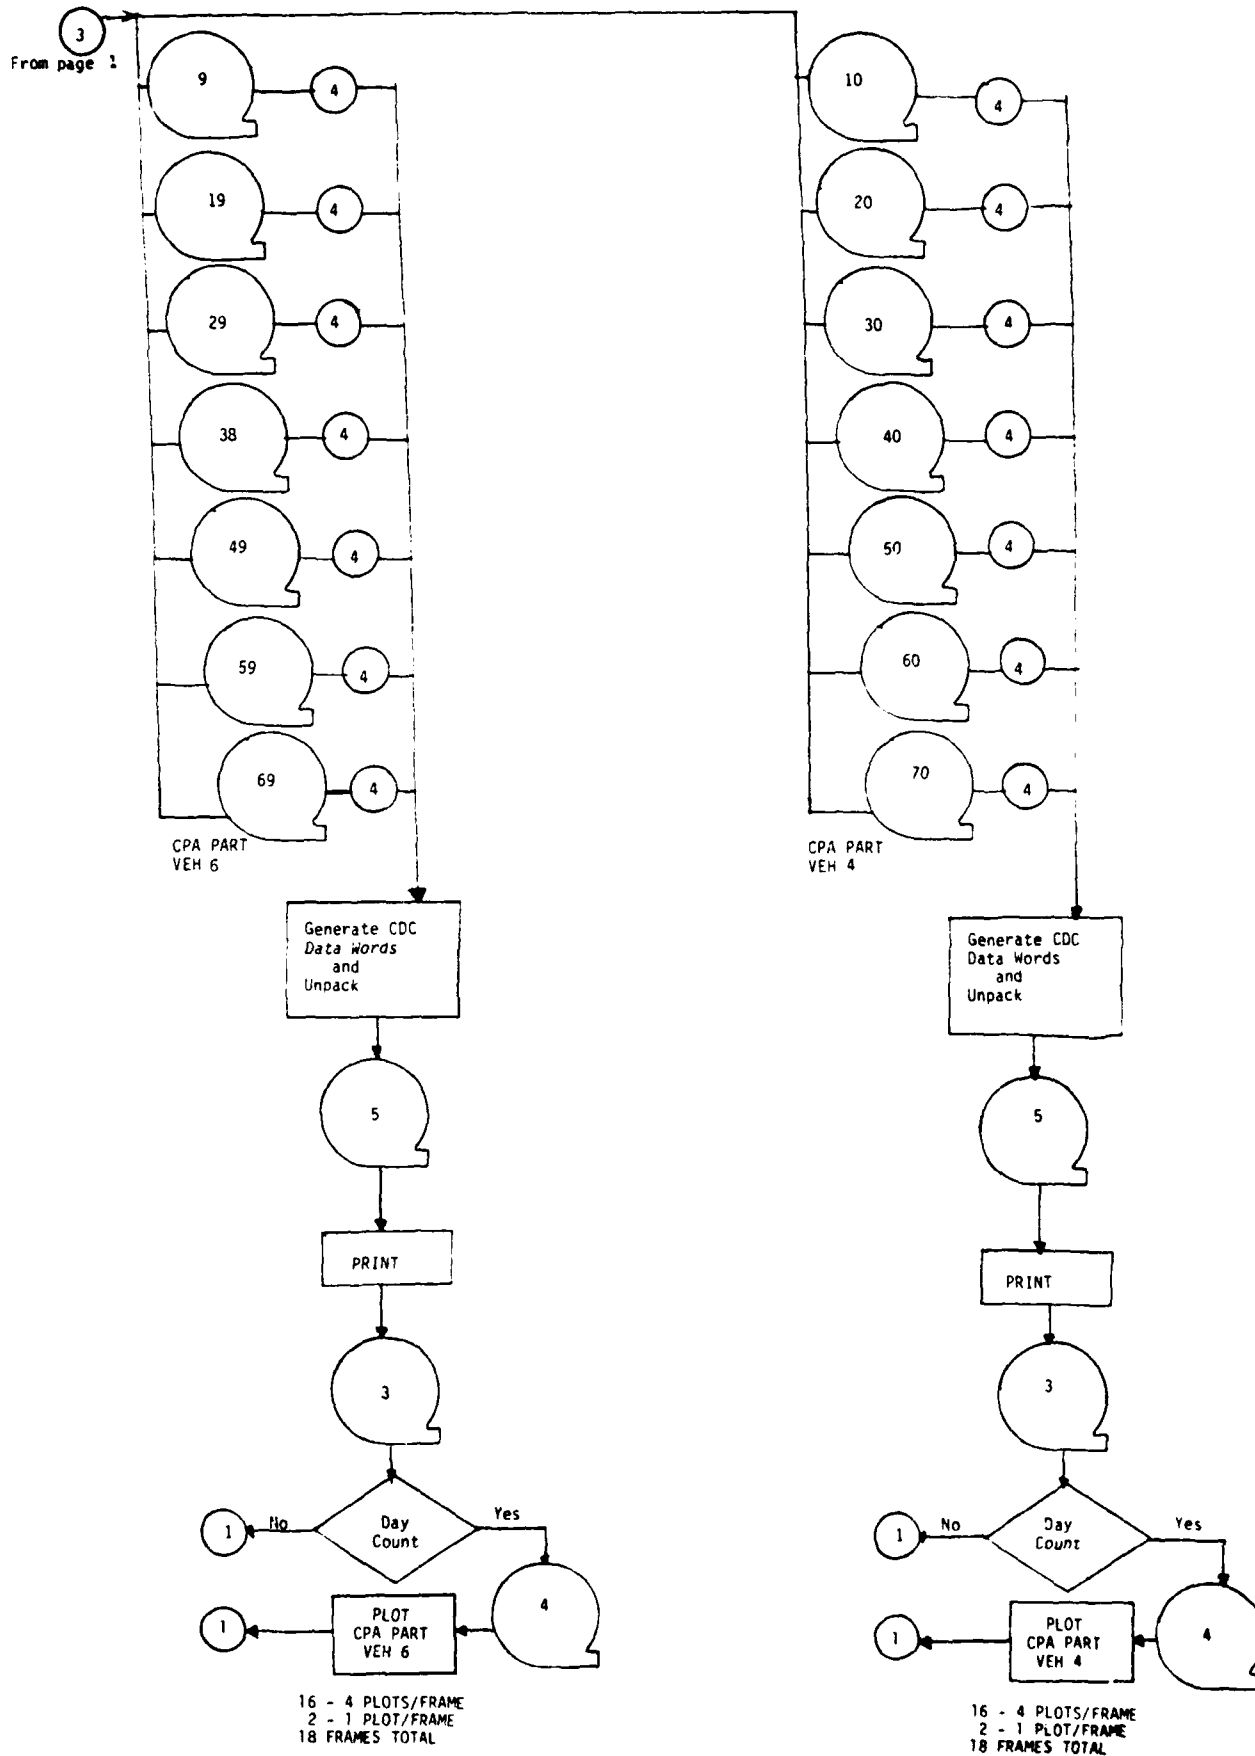 3
From page 1
9
4
19
4
29
4
38
4
49
4
59
4
69
4
CPA PART
VEH 6
Generate CDC
Data Words
and
Unpack
5
PRINT
3
Day
Count
No
Yes
1
4
PLOT
CPA PART
VEH 6
1
16 - 4 PLOTS/FRAME
2 - 1 PLOT/FRAME
18 FRAMES TOTAL
10
4
20
4
30
4
40
4
50
4
60
4
70
4
CPA PART
VEH 4
Generate CDC
Data Words
and
Unpack
5
PRINT
3
Day
Count
No
Yes
1
4
PLOT
CPA PART
VEH 4
1
16 - 4 PLOTS/FRAME
2 - 1 PLOT/FRAME
18 FRAMES TOTAL